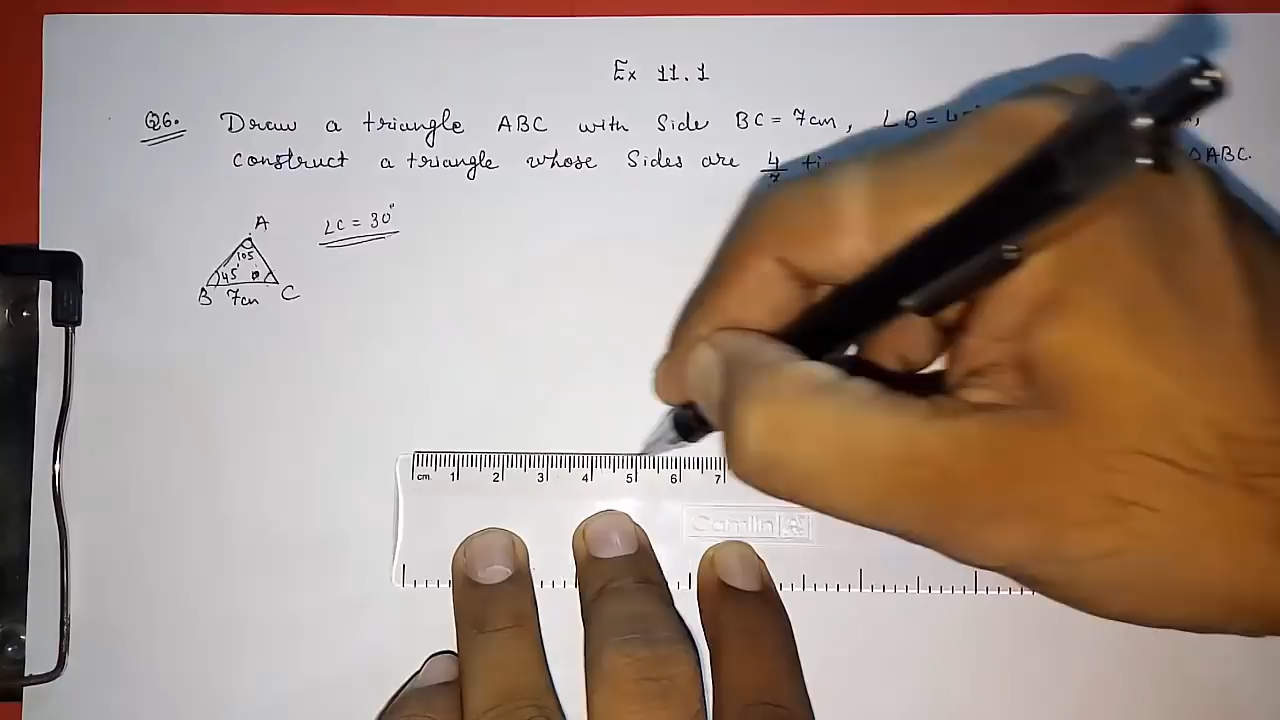 Ex 11.1
Q6. Draw a triangle ABC with Side BC = 7cm, ∠B =
construct a triangle whose Sides are 4/7 ΔABC.
A
∠C = 30°
105
45°
B 7cm C
cm 1 2 3 4 5 6 7
Camlin